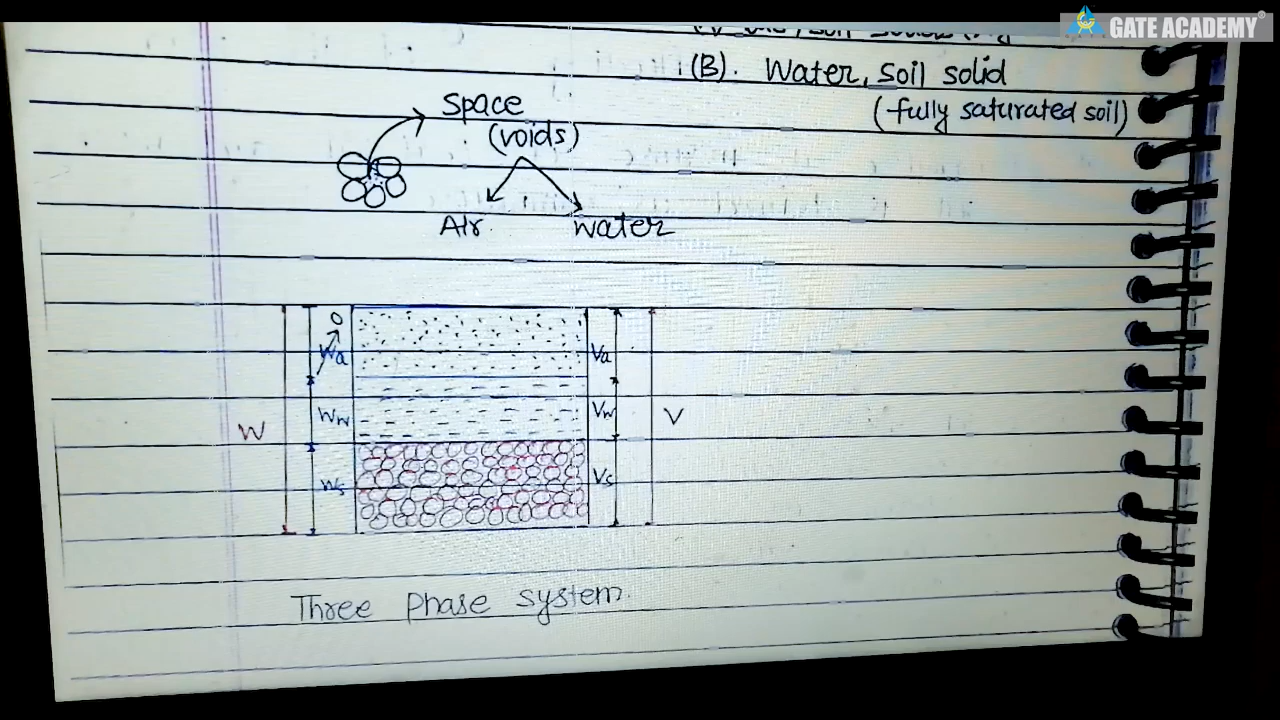 GATE ACADEMY®
(B). Water, soil solid
(fully saturated soil)
Space
(voids)
Air
Water
0
Wa
Va
Ww
Vw
W
V
Ws
Vs
Three phase system